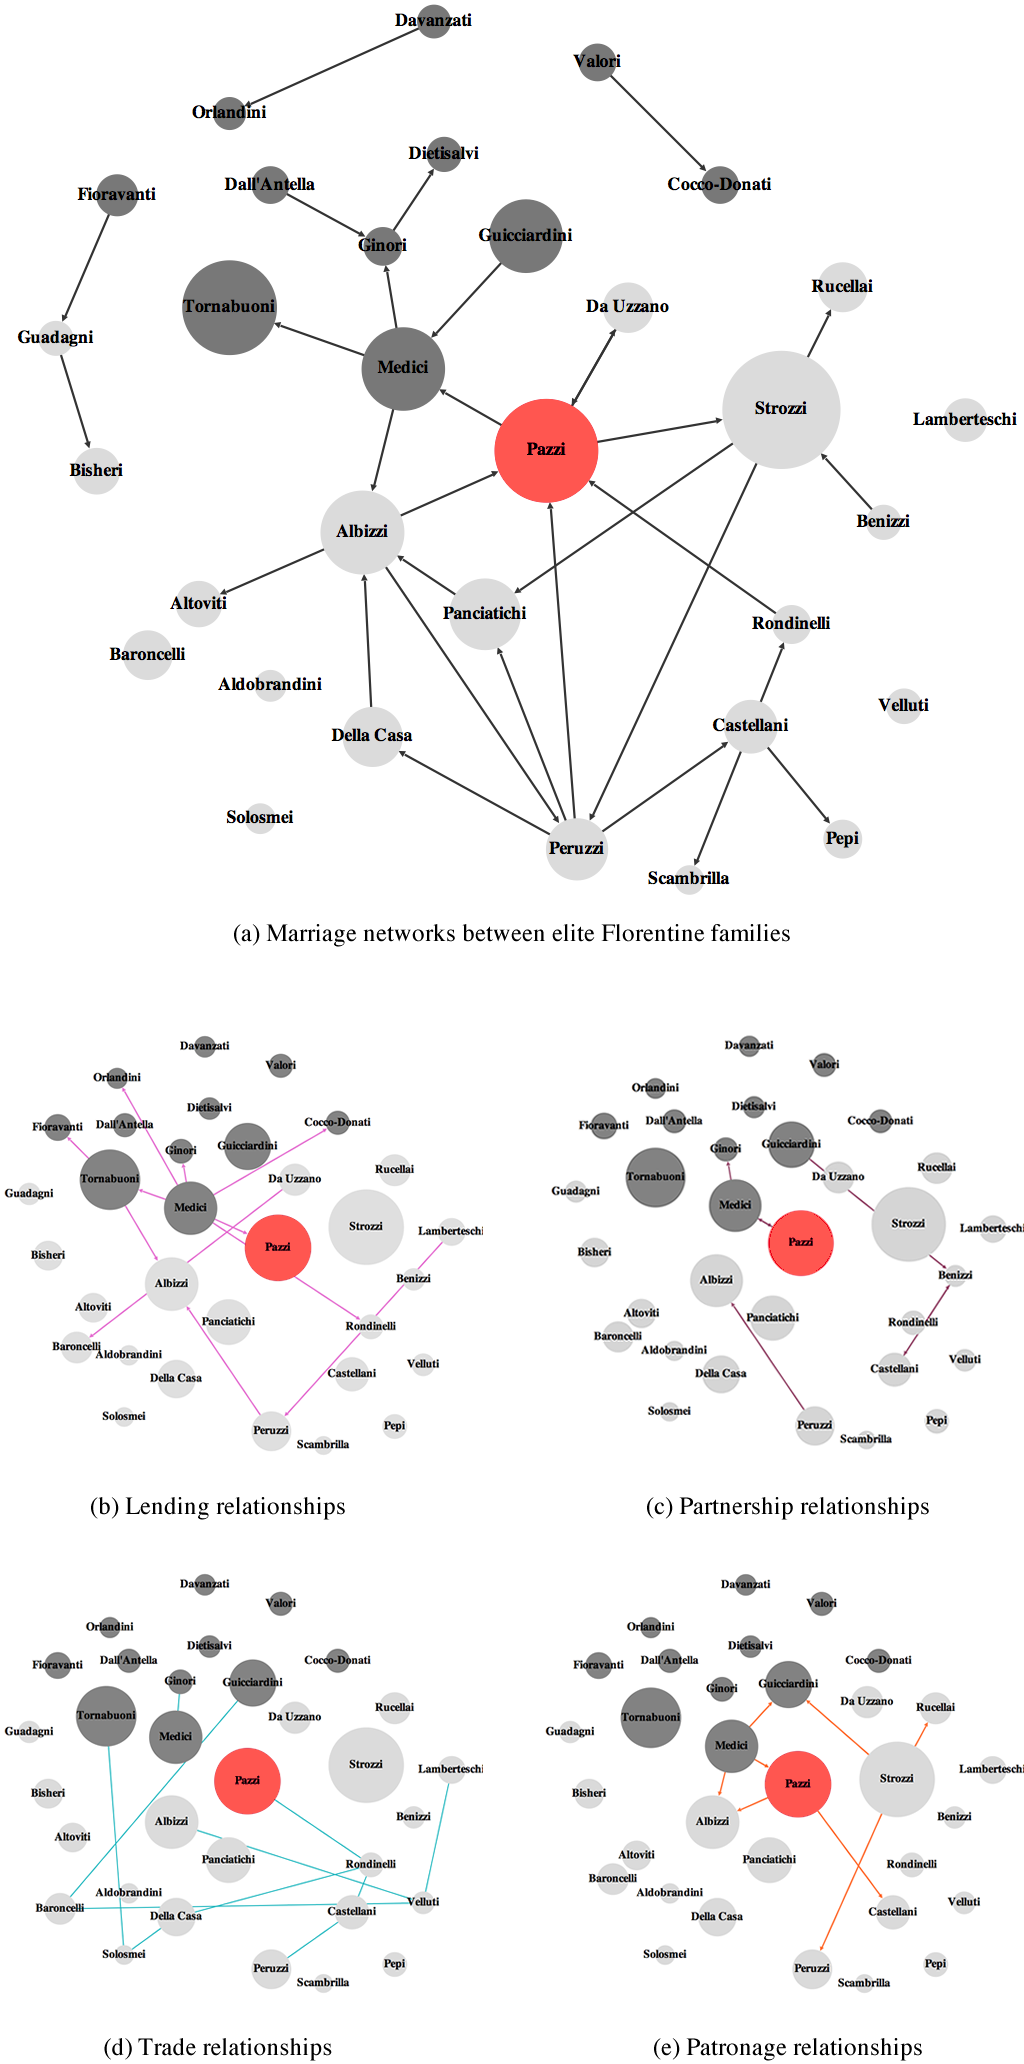 Davanzati
Valori
Orlandini
Dietisalvi
Dall'Antella
Cocco-Donati
Fioravanti
Guicciardini
Ginori
Rucellai
Tornabuoni
Da Uzzano
Guadagni
Medici
Strozzi
Lamberteschi
Pazzi
Bisheri
Benizzi
Albizzi
Altoviti
Panciatichi
Rondinelli
Baroncelli
Aldobrandini
Velluti
Castellani
Della Casa
Solosmei
Pepi
Peruzzi
Scambrilla
(a) Marriage networks between elite Florentine families
Davanzati
Valori
Orlandini
Dietisalvi
Cocco-Donati
Dall'Antella
Fioravanti
Guicciardini
Ginori
Rucellai
Tornabuoni
Da Uzzano
Guadagni
Medici
Strozzi
Lamberteschi
Pazzi
Bisheri
Benizzi
Albizzi
Altoviti
Panciatichi
Rondinelli
Baroncelli
Aldobrandini
Velluti
Castellani
Della Casa
Solosmei
Pepi
Peruzzi
Scambrilla
(b) Lending relationships
Davanzati
Valori
Orlandini
Dietisalvi
Cocco-Donati
Dall'Antella
Fioravanti
Guicciardini
Ginori
Rucellai
Tornabuoni
Da Uzzano
Guadagni
Medici
Strozzi
Lamberteschi
Pazzi
Bisheri
Benizzi
Albizzi
Altoviti
Panciatichi
Rondinelli
Baroncelli
Aldobrandini
Velluti
Castellani
Della Casa
Solosmei
Pepi
Peruzzi
Scambrilla
(c) Partnership relationships
Davanzati
Valori
Orlandini
Dietisalvi
Cocco-Donati
Dall'Antella
Fioravanti
Ginori
Guicciardini
Rucellai
Tornabuoni
Da Uzzano
Guadagni
Medici
Strozzi
Lamberteschi
Pazzi
Bisheri
Benizzi
Albizzi
Altoviti
Panciatichi
Rondinelli
Aldobrandini
Velluti
Baroncelli
Castellani
Della Casa
Solosmei
Pepi
Peruzzi
Scambrilla
(d) Trade relationships
Davanzati
Valori
Orlandini
Dietisalvi
Cocco-Donati
Dall'Antella
Fioravanti
Guicciardini
Ginori
Da Uzzano
Rucellai
Tornabuoni
Guadagni
Medici
Lamberteschi
Strozzi
Pazzi
Bisheri
Benizzi
Albizzi
Altoviti
Panciatichi
Rondinelli
Baroncelli
Aldobrandini
Velluti
Castellani
Della Casa
Solosmei
Pepi
Peruzzi
Scambrilla
(e) Patronage relationships